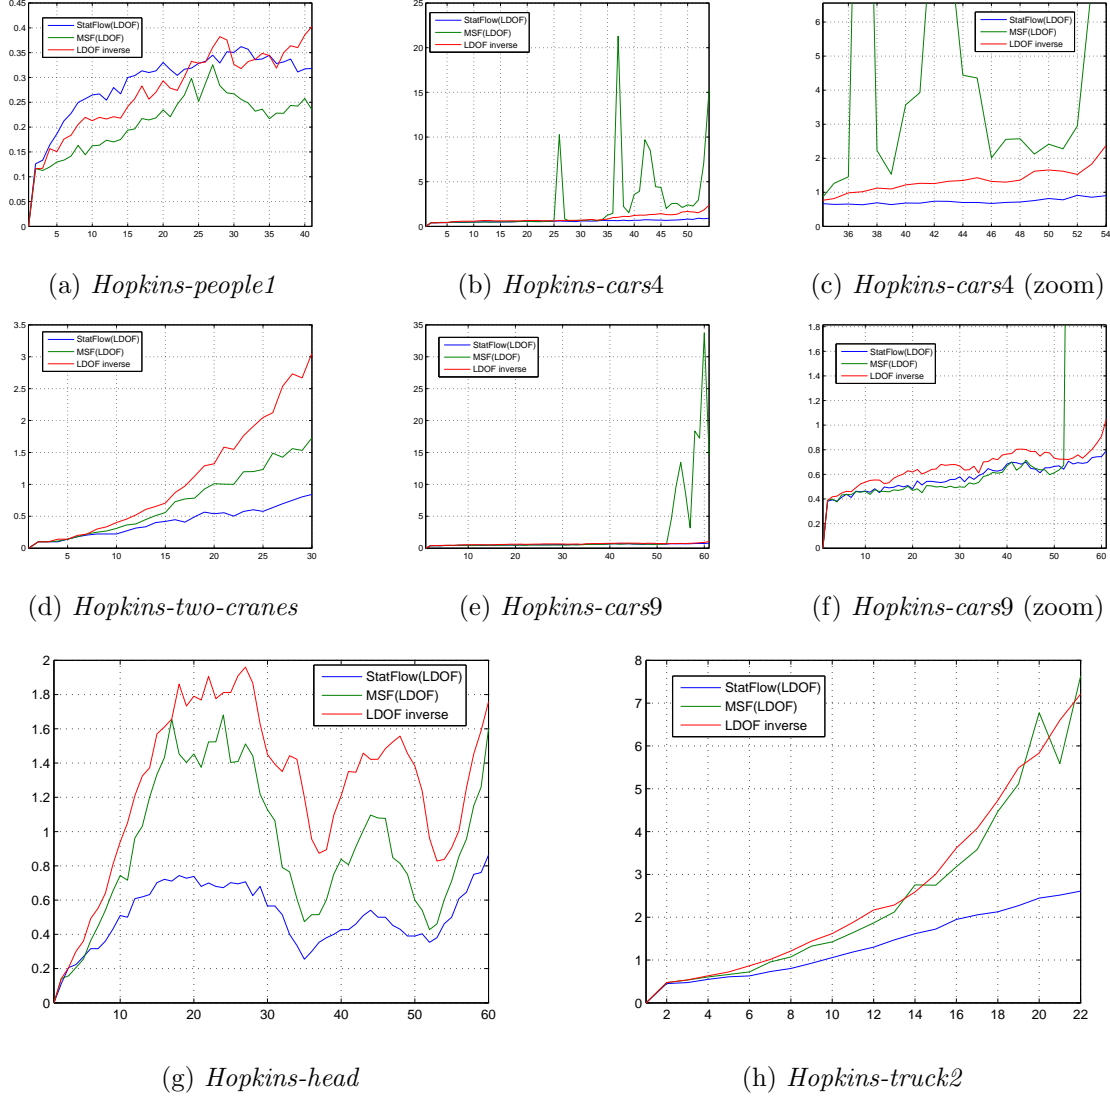 0.45
0.4
0.35
0.3
0.25
0.2
0.15
0.1
0.05
0
StatFlow(LDOF)
MSF(LDOF)
LDOF inverse
5 10 15 20 25 30 35 40
25
20
15
10
5
0
StatFlow(LDOF)
MSF(LDOF)
LDOF inverse
5 10 15 20 25 30 35 40 45 50
6
5
4
3
2
1
0
StatFlow(LDOF)
MSF(LDOF)
LDOF inverse
36 38 40 42 44 46 48 50 52 54
(a) Hopkins-people1
(b) Hopkins-cars4
(c) Hopkins-cars4 (zoom)
3.5
3
2.5
2
1.5
1
0.5
0
StatFlow(LDOF)
MSF(LDOF)
LDOF inverse
5 10 15 20 25 30
35
30
25
20
15
10
5
0
StatFlow(LDOF)
MSF(LDOF)
LDOF inverse
10 20 30 40 50 60
1.8
1.6
1.4
1.2
1
0.8
0.6
0.4
0.2
0
StatFlow(LDOF)
MSF(LDOF)
LDOF inverse
10 20 30 40 50 60
(d) Hopkins-two-cranes
(e) Hopkins-cars9
(f) Hopkins-cars9 (zoom)
2
1.8
1.6
1.4
1.2
1
0.8
0.6
0.4
0.2
0
StatFlow(LDOF)
MSF(LDOF)
LDOF inverse
10 20 30 40 50 60
8
7
6
5
4
3
2
1
0
StatFlow(LDOF)
MSF(LDOF)
LDOF inverse
2 4 6 8 10 12 14 16 18 20 22
(g) Hopkins-head
(h) Hopkins-truck2